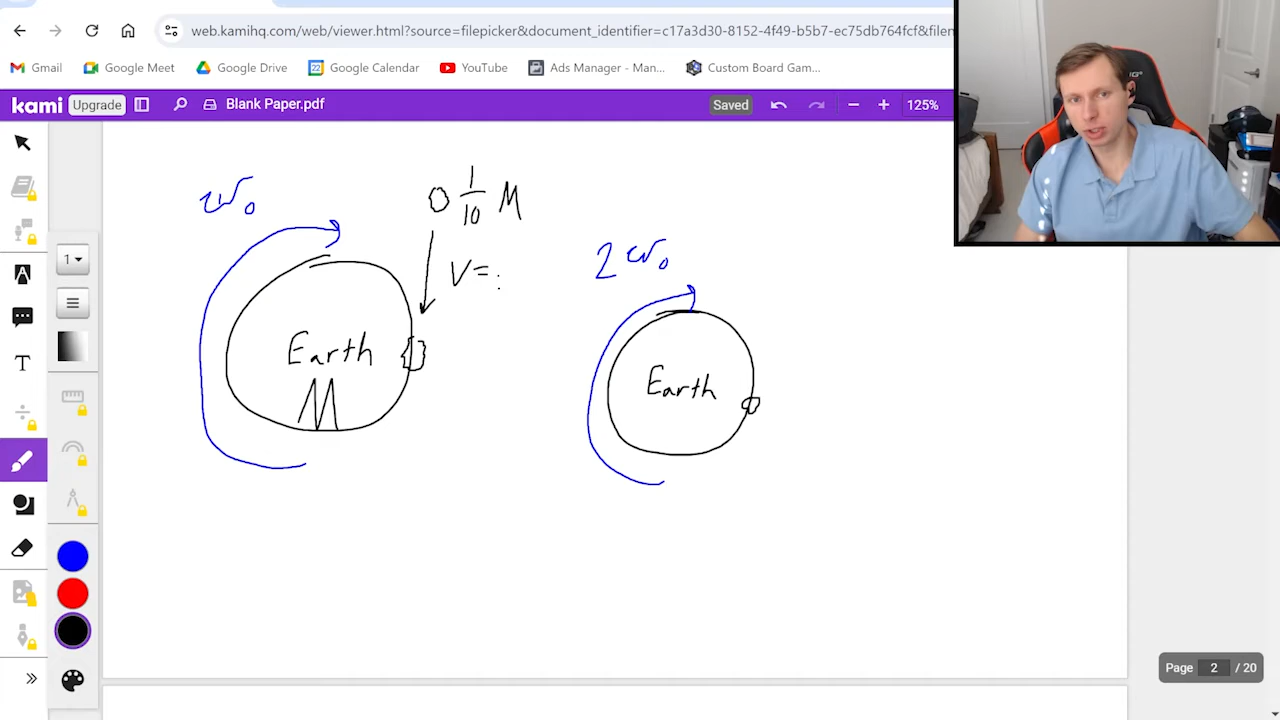 web.kamihq.com/web/viewer.html?source=filepicker&document_identifier=c17a3d30-8152-4f49-b5b7-ec75db764fcf&filen
Gmail Google Meet Google Drive Google Calendar YouTube Ads Manager - Man... Custom Board Gam...
kami Upgrade Blank Paper.pdf Saved 125%
1
ω₀
1/10 M
V=:
2ω₀
Earth
M
Earth
Page 2 / 20